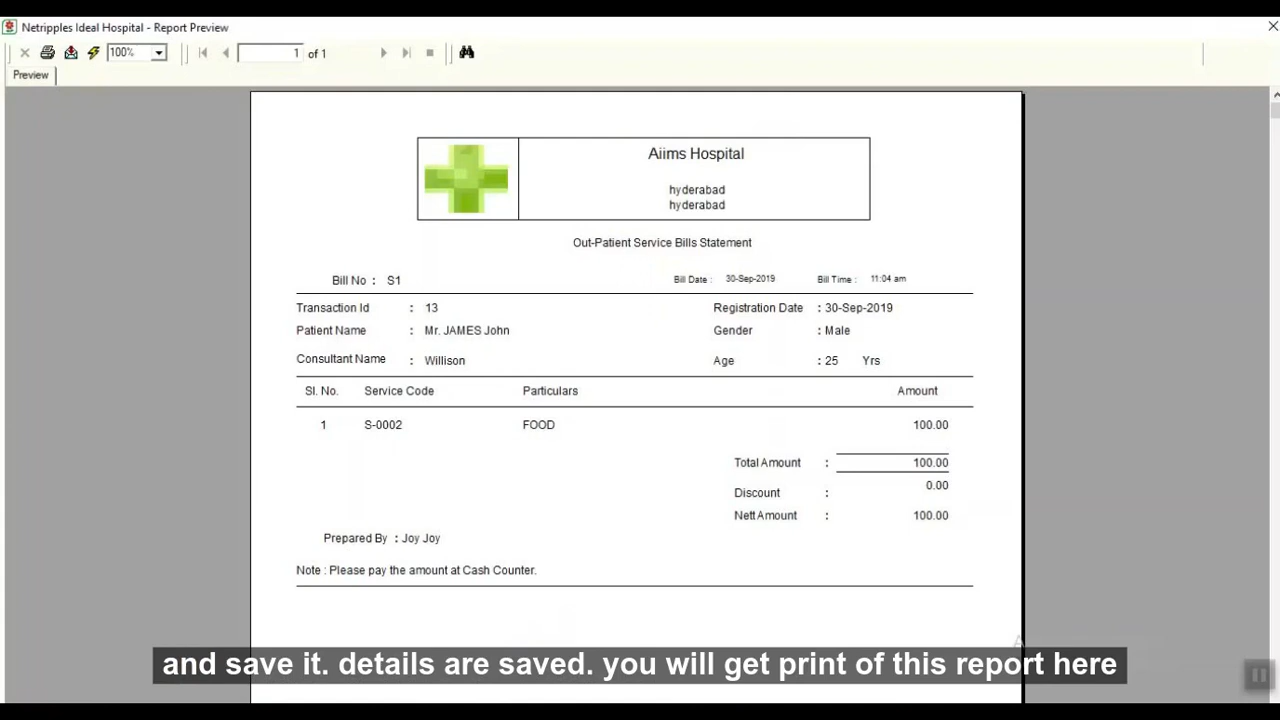 Netripples Ideal Hospital - Report Preview
100% 1 of 1
Preview
Aiims Hospital
hyderabad
hyderabad
Out-Patient Service Bills Statement
Bill No : S1 Bill Date : 30-Sep-2019 Bill Time : 11:04 am
Transaction Id : 13 Registration Date : 30-Sep-2019
Patient Name : Mr. JAMES John Gender : Male
Consultant Name : Willison Age : 25 Yrs
Sl. No. Service Code Particulars Amount
1 S-0002 FOOD 100.00
Total Amount : 100.00
Discount : 0.00
Nett Amount : 100.00
Prepared By : Joy Joy
Note : Please pay the amount at Cash Counter.
and save it. details are saved. you will get print of this report here